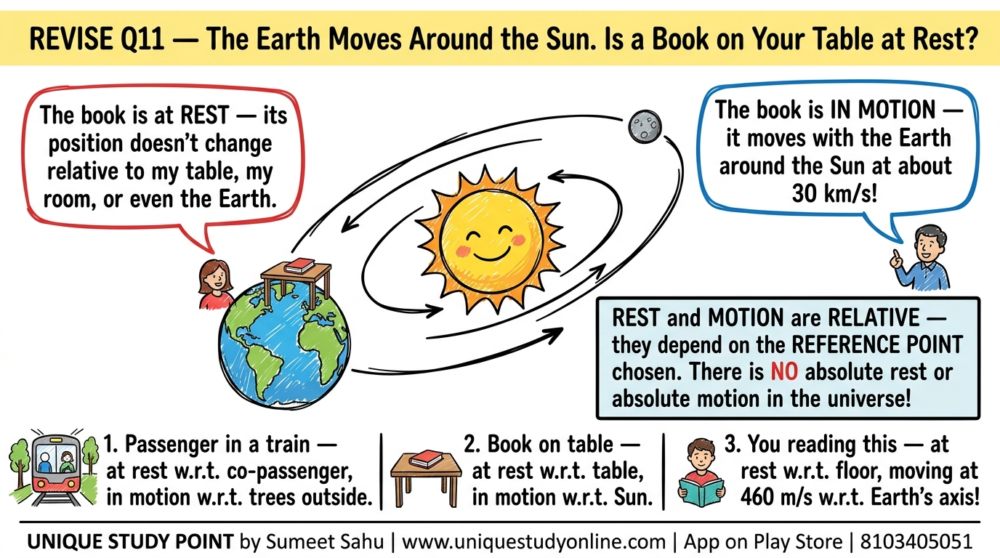 REVISE Q11 — The Earth Moves Around the Sun. Is a Book on Your Table at Rest?
The book is at REST — its
position doesn't change
relative to my table, my
room, or even the Earth.
The book is IN MOTION —
it moves with the Earth
around the Sun at about
30 km/s!
REST and MOTION are RELATIVE —
they depend on the REFERENCE POINT
chosen. There is NO absolute rest or
absolute motion in the universe!
1. Passenger in a train —
at rest w.r.t. co-passenger,
in motion w.r.t. trees outside.
2. Book on table —
at rest w.r.t. table,
in motion w.r.t. Sun.
3. You reading this — at
rest w.r.t. floor, moving at
460 m/s w.r.t. Earth's axis!
UNIQUE STUDY POINT by Sumeet Sahu | www.uniquestudyonline.com | App on Play Store | 8103405051